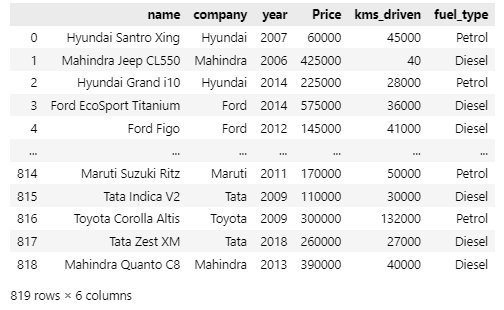 name company year Price kms_driven fuel_type
0 Hyundai Santro Xing Hyundai 2007 60000 45000 Petrol
1 Mahindra Jeep CL550 Mahindra 2006 425000 40 Diesel
2 Hyundai Grand i10 Hyundai 2014 225000 28000 Petrol
3 Ford EcoSport Titanium Ford 2014 575000 36000 Diesel
4 Ford Figo Ford 2012 145000 41000 Diesel
... ... ... ... ... ... ...
814 Maruti Suzuki Ritz Maruti 2011 170000 50000 Petrol
815 Tata Indica V2 Tata 2009 110000 30000 Diesel
816 Toyota Corolla Altis Toyota 2009 300000 132000 Petrol
817 Tata Zest XM Tata 2018 260000 27000 Diesel
818 Mahindra Quanto C8 Mahindra 2013 390000 40000 Diesel
819 rows × 6 columns